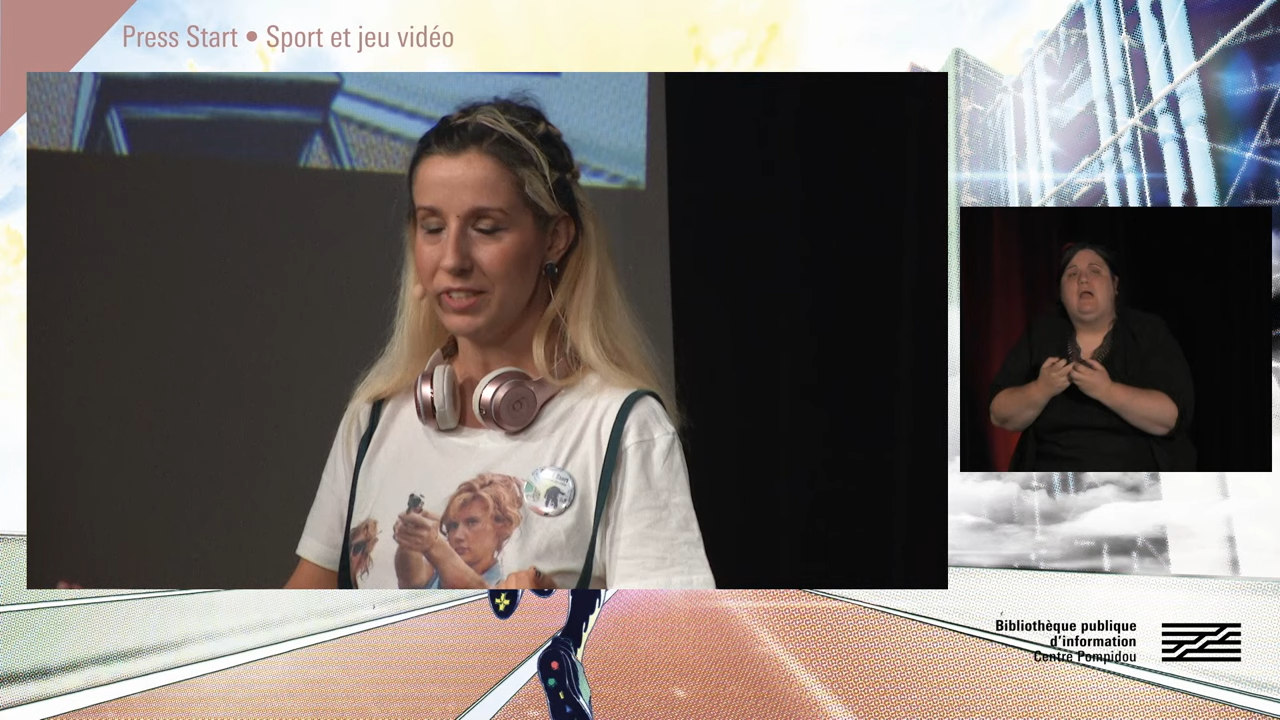 Press Start • Sport et jeu vidéo
Bibliothèque publique
d'information
Centre Pompidou